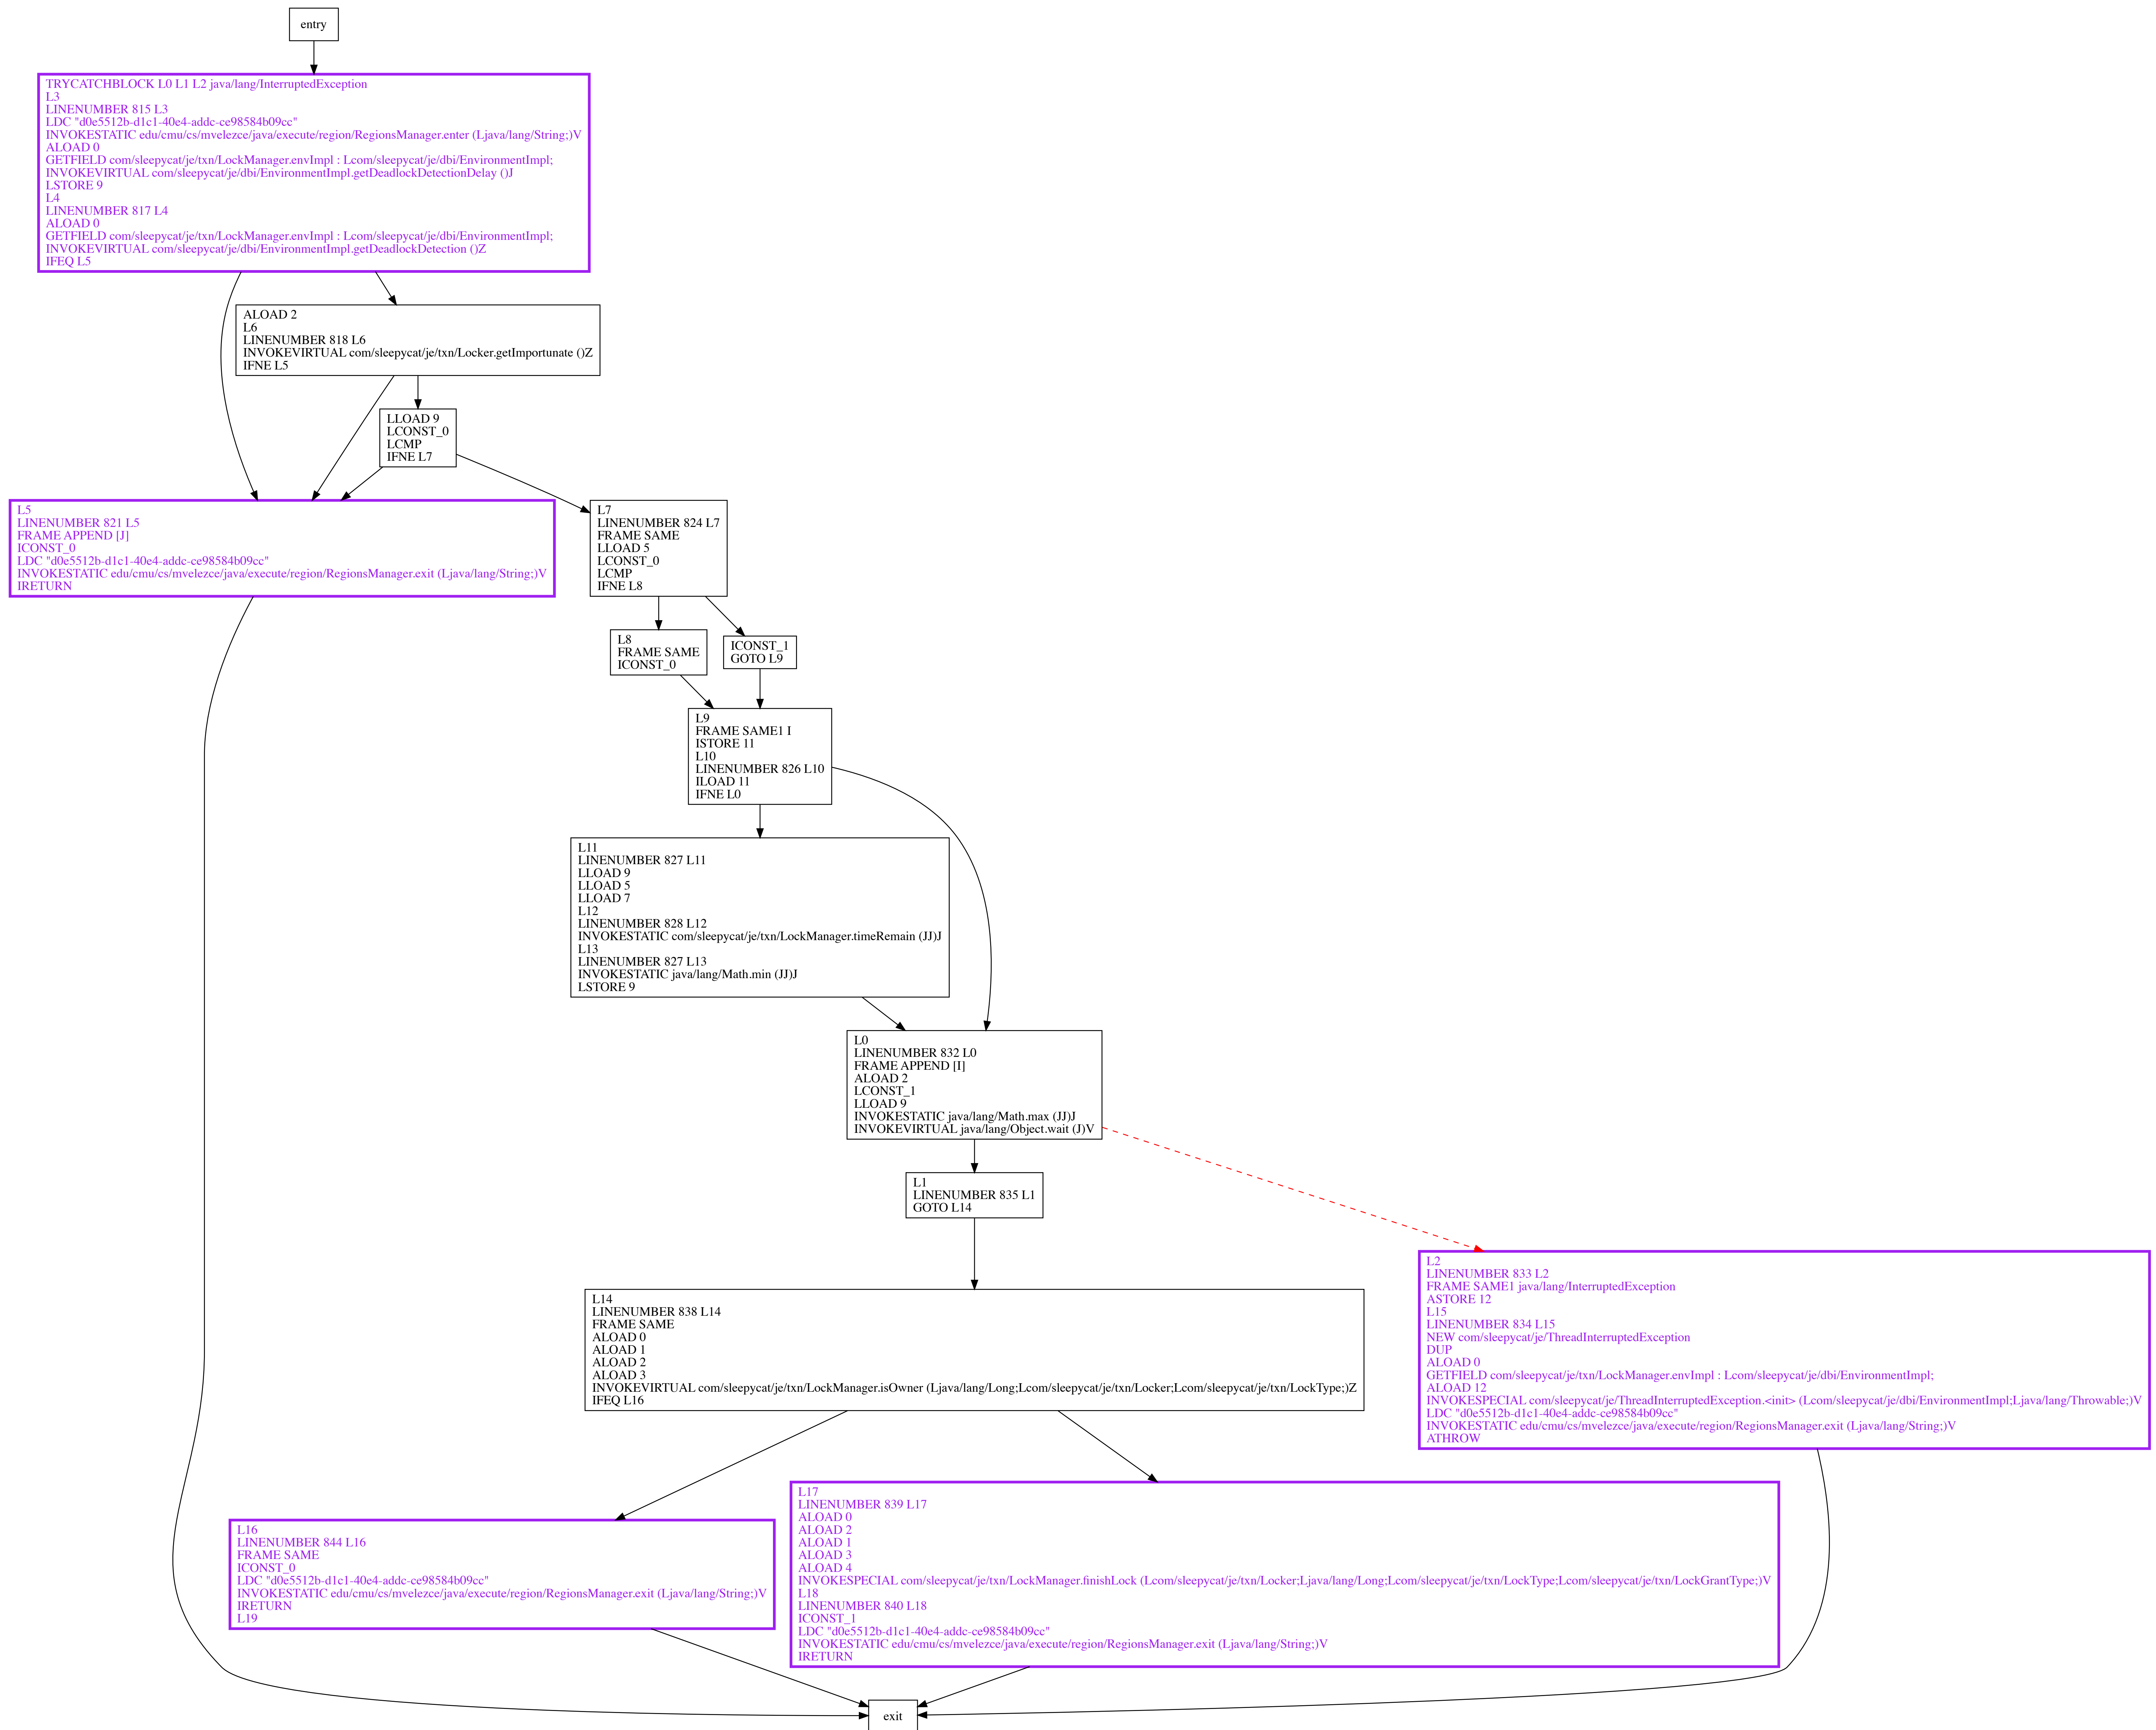 entry
TRYCATCHBLOCK L0 L1 L2 java/lang/InterruptedException
L3
LINENUMBER 815 L3
LDC "d0e5512b-d1c1-40e4-addc-ce98584b09cc"
INVOKESTATIC edu/cmu/cs/mvelezce/java/execute/region/RegionsManager.enter (Ljava/lang/String;)V
ALOAD 0
GETFIELD com/sleepycat/je/txn/LockManager.envImpl : Lcom/sleepycat/je/dbi/EnvironmentImpl;
INVOKEVIRTUAL com/sleepycat/je/dbi/EnvironmentImpl.getDeadlockDetectionDelay ()J
LSTORE 9
L4
LINENUMBER 817 L4
ALOAD 0
GETFIELD com/sleepycat/je/txn/LockManager.envImpl : Lcom/sleepycat/je/dbi/EnvironmentImpl;
INVOKEVIRTUAL com/sleepycat/je/dbi/EnvironmentImpl.getDeadlockDetection ()Z
IFEQ L5
ALOAD 2
L6
LINENUMBER 818 L6
INVOKEVIRTUAL com/sleepycat/je/txn/Locker.getImportunate ()Z
IFNE L5
LLOAD 9
LCONST_0
LCMP
IFNE L7
L5
LINENUMBER 821 L5
FRAME APPEND [J]
ICONST_0
LDC "d0e5512b-d1c1-40e4-addc-ce98584b09cc"
INVOKESTATIC edu/cmu/cs/mvelezce/java/execute/region/RegionsManager.exit (Ljava/lang/String;)V
IRETURN
L7
LINENUMBER 824 L7
FRAME SAME
LLOAD 5
LCONST_0
LCMP
IFNE L8
L8
FRAME SAME
ICONST_0
ICONST_1
GOTO L9
L9
FRAME SAME1 I
ISTORE 11
L10
LINENUMBER 826 L10
ILOAD 11
IFNE L0
L11
LINENUMBER 827 L11
LLOAD 9
LLOAD 5
LLOAD 7
L12
LINENUMBER 828 L12
INVOKESTATIC com/sleepycat/je/txn/LockManager.timeRemain (JJ)J
L13
LINENUMBER 827 L13
INVOKESTATIC java/lang/Math.min (JJ)J
LSTORE 9
L0
LINENUMBER 832 L0
FRAME APPEND [I]
ALOAD 2
LCONST_1
LLOAD 9
INVOKESTATIC java/lang/Math.max (JJ)J
INVOKEVIRTUAL java/lang/Object.wait (J)V
L1
LINENUMBER 835 L1
GOTO L14
L2
LINENUMBER 833 L2
FRAME SAME1 java/lang/InterruptedException
ASTORE 12
L15
LINENUMBER 834 L15
NEW com/sleepycat/je/ThreadInterruptedException
DUP
ALOAD 0
GETFIELD com/sleepycat/je/txn/LockManager.envImpl : Lcom/sleepycat/je/dbi/EnvironmentImpl;
ALOAD 12
INVOKESPECIAL com/sleepycat/je/ThreadInterruptedException.&lt;init&gt; (Lcom/sleepycat/je/dbi/EnvironmentImpl;Ljava/lang/Throwable;)V
LDC "d0e5512b-d1c1-40e4-addc-ce98584b09cc"
INVOKESTATIC edu/cmu/cs/mvelezce/java/execute/region/RegionsManager.exit (Ljava/lang/String;)V
ATHROW
L14
LINENUMBER 838 L14
FRAME SAME
ALOAD 0
ALOAD 1
ALOAD 2
ALOAD 3
INVOKEVIRTUAL com/sleepycat/je/txn/LockManager.isOwner (Ljava/lang/Long;Lcom/sleepycat/je/txn/Locker;Lcom/sleepycat/je/txn/LockType;)Z
IFEQ L16
L16
LINENUMBER 844 L16
FRAME SAME
ICONST_0
LDC "d0e5512b-d1c1-40e4-addc-ce98584b09cc"
INVOKESTATIC edu/cmu/cs/mvelezce/java/execute/region/RegionsManager.exit (Ljava/lang/String;)V
IRETURN
L19
L17
LINENUMBER 839 L17
ALOAD 0
ALOAD 2
ALOAD 1
ALOAD 3
ALOAD 4
INVOKESPECIAL com/sleepycat/je/txn/LockManager.finishLock (Lcom/sleepycat/je/txn/Locker;Ljava/lang/Long;Lcom/sleepycat/je/txn/LockType;Lcom/sleepycat/je/txn/LockGrantType;)V
L18
LINENUMBER 840 L18
ICONST_1
LDC "d0e5512b-d1c1-40e4-addc-ce98584b09cc"
INVOKESTATIC edu/cmu/cs/mvelezce/java/execute/region/RegionsManager.exit (Ljava/lang/String;)V
IRETURN
exit